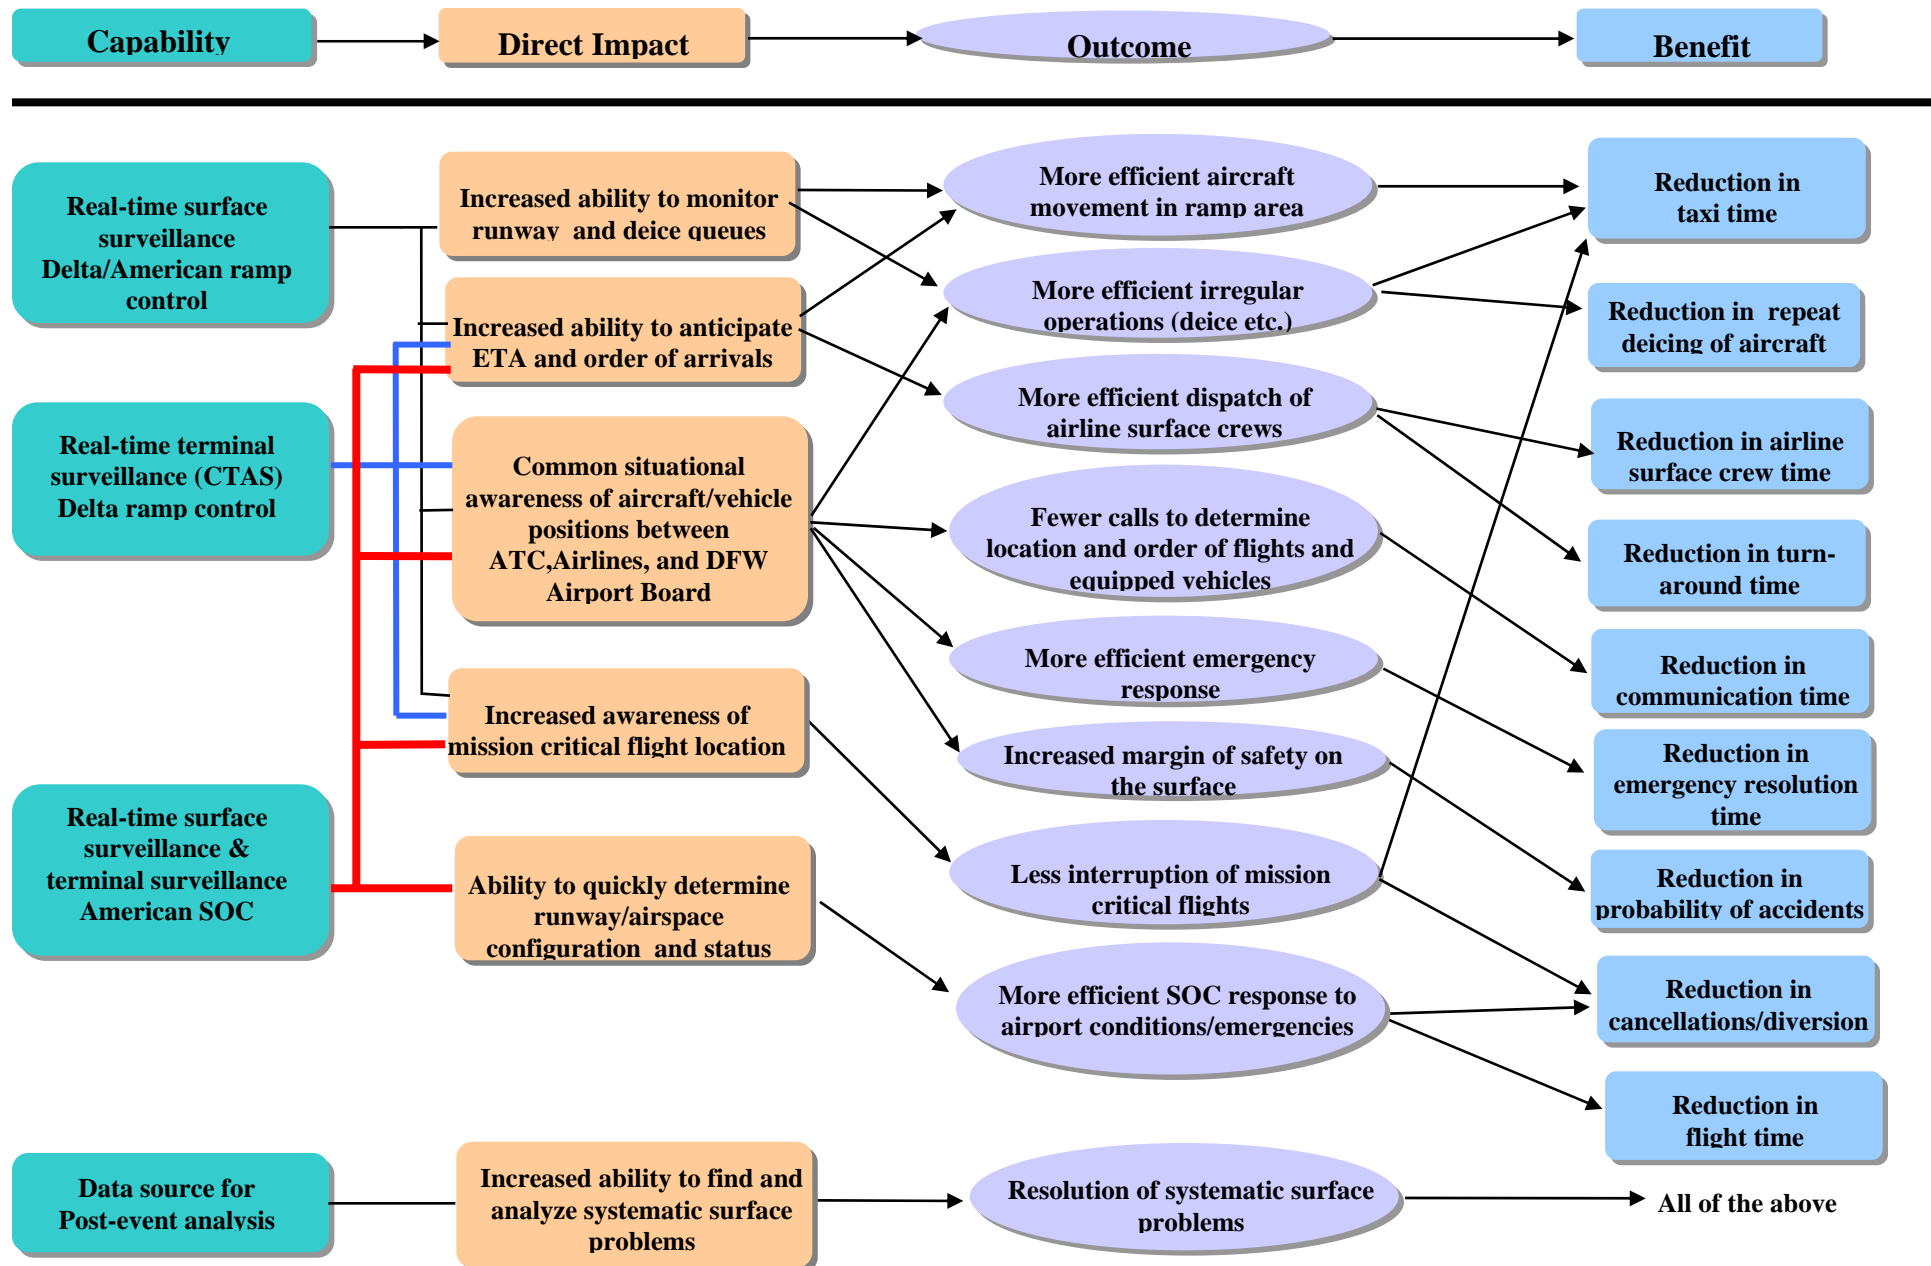 Capability
Direct Impact
Outcome
Benefit
Real-time surface
surveillance
Delta/American ramp
control
Real-time terminal
surveillance (CTAS)
Delta ramp control
Real-time surface
surveillance &
terminal surveillance
American SOC
Data source for
Post-event analysis
Increased ability to monitor
runway and deice queues
Increased ability to anticipate
ETA and order of arrivals
Common situational
awareness of aircraft/vehicle
positions between
ATC,Airlines, and DFW
Airport Board
Increased awareness of
mission critical flight location
Ability to quickly determine
runway/airspace
configuration and status
Increased ability to find and
analyze systematic surface
problems
More efficient aircraft
movement in ramp area
More efficient irregular
operations (deice etc.)
More efficient dispatch of
airline surface crews
Fewer calls to determine
location and order of flights and
equipped vehicles
More efficient emergency
response
Increased margin of safety on
the surface
Less interruption of mission
critical flights
More efficient SOC response to
airport conditions/emergencies
Resolution of systematic surface
problems
Reduction in
taxi time
Reduction in repeat
deicing of aircraft
Reduction in airline
surface crew time
Reduction in turn-
around time
Reduction in
communication time
Reduction in
emergency resolution
time
Reduction in
probability of accidents
Reduction in
cancellations/diversion
Reduction in
flight time
All of the above